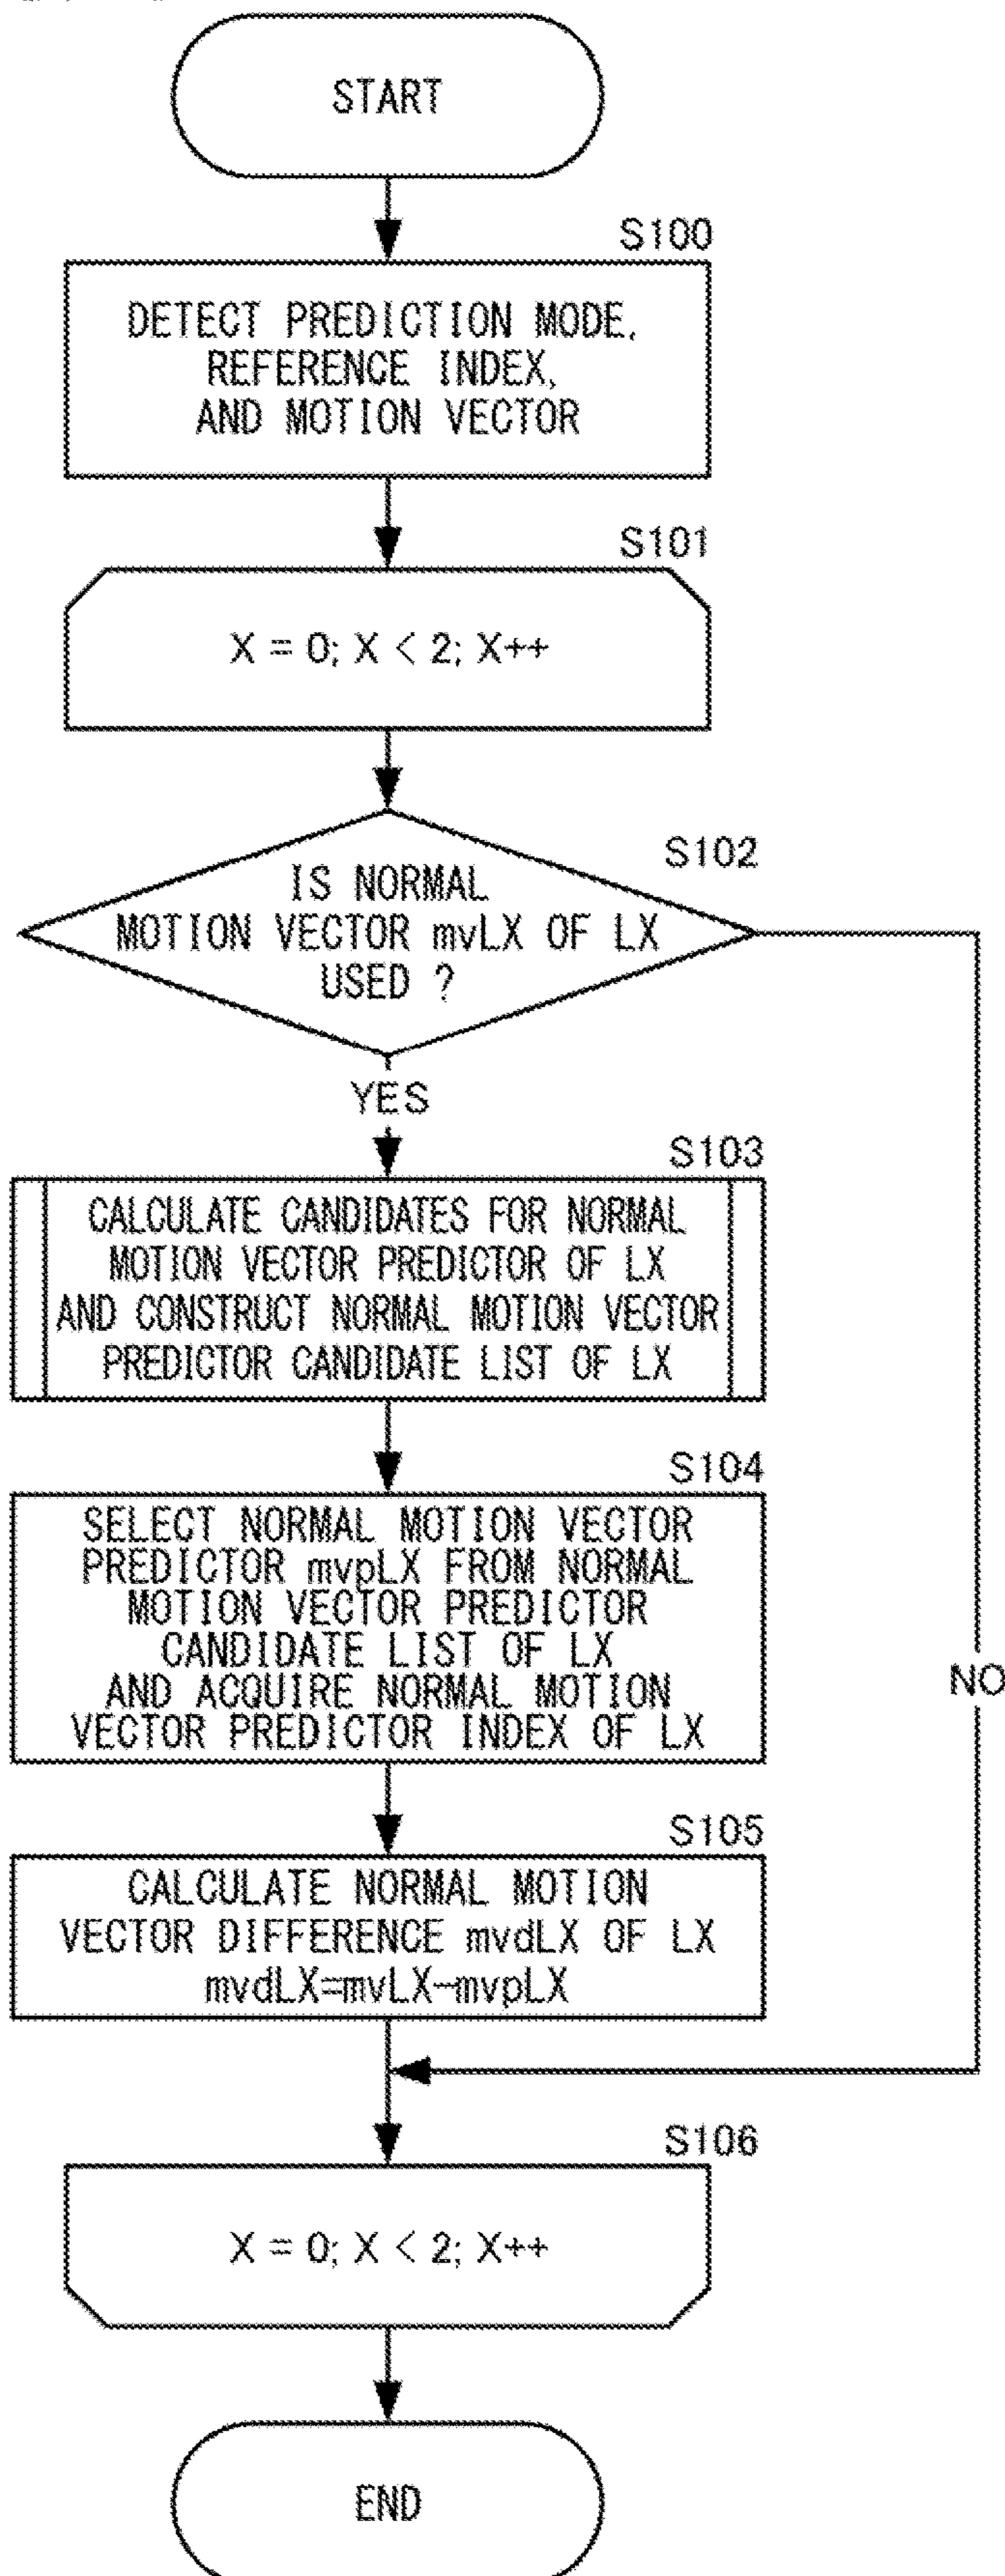 START
S100
DETECT PREDICTION MODE,
REFERENCE INDEX,
AND MOTION VECTOR
S101
X = 0; X < 2; X++
S102
IS NORMAL
MOTION VECTOR mvLX OF LX
USED ?
YES
S103
CALCULATE CANDIDATES FOR NORMAL
MOTION VECTOR PREDICTOR OF LX
AND CONSTRUCT NORMAL MOTION VECTOR
PREDICTOR CANDIDATE LIST OF LX
S104
SELECT NORMAL MOTION VECTOR
PREDICTOR mvpLX FROM NORMAL
MOTION VECTOR PREDICTOR
CANDIDATE LIST OF LX
AND ACQUIRE NORMAL MOTION
VECTOR PREDICTOR INDEX OF LX
NO
S105
CALCULATE NORMAL MOTION
VECTOR DIFFERENCE mvdLX OF LX
mvdLX=mvLX-mvpLX
S106
X = 0; X < 2; X++
END